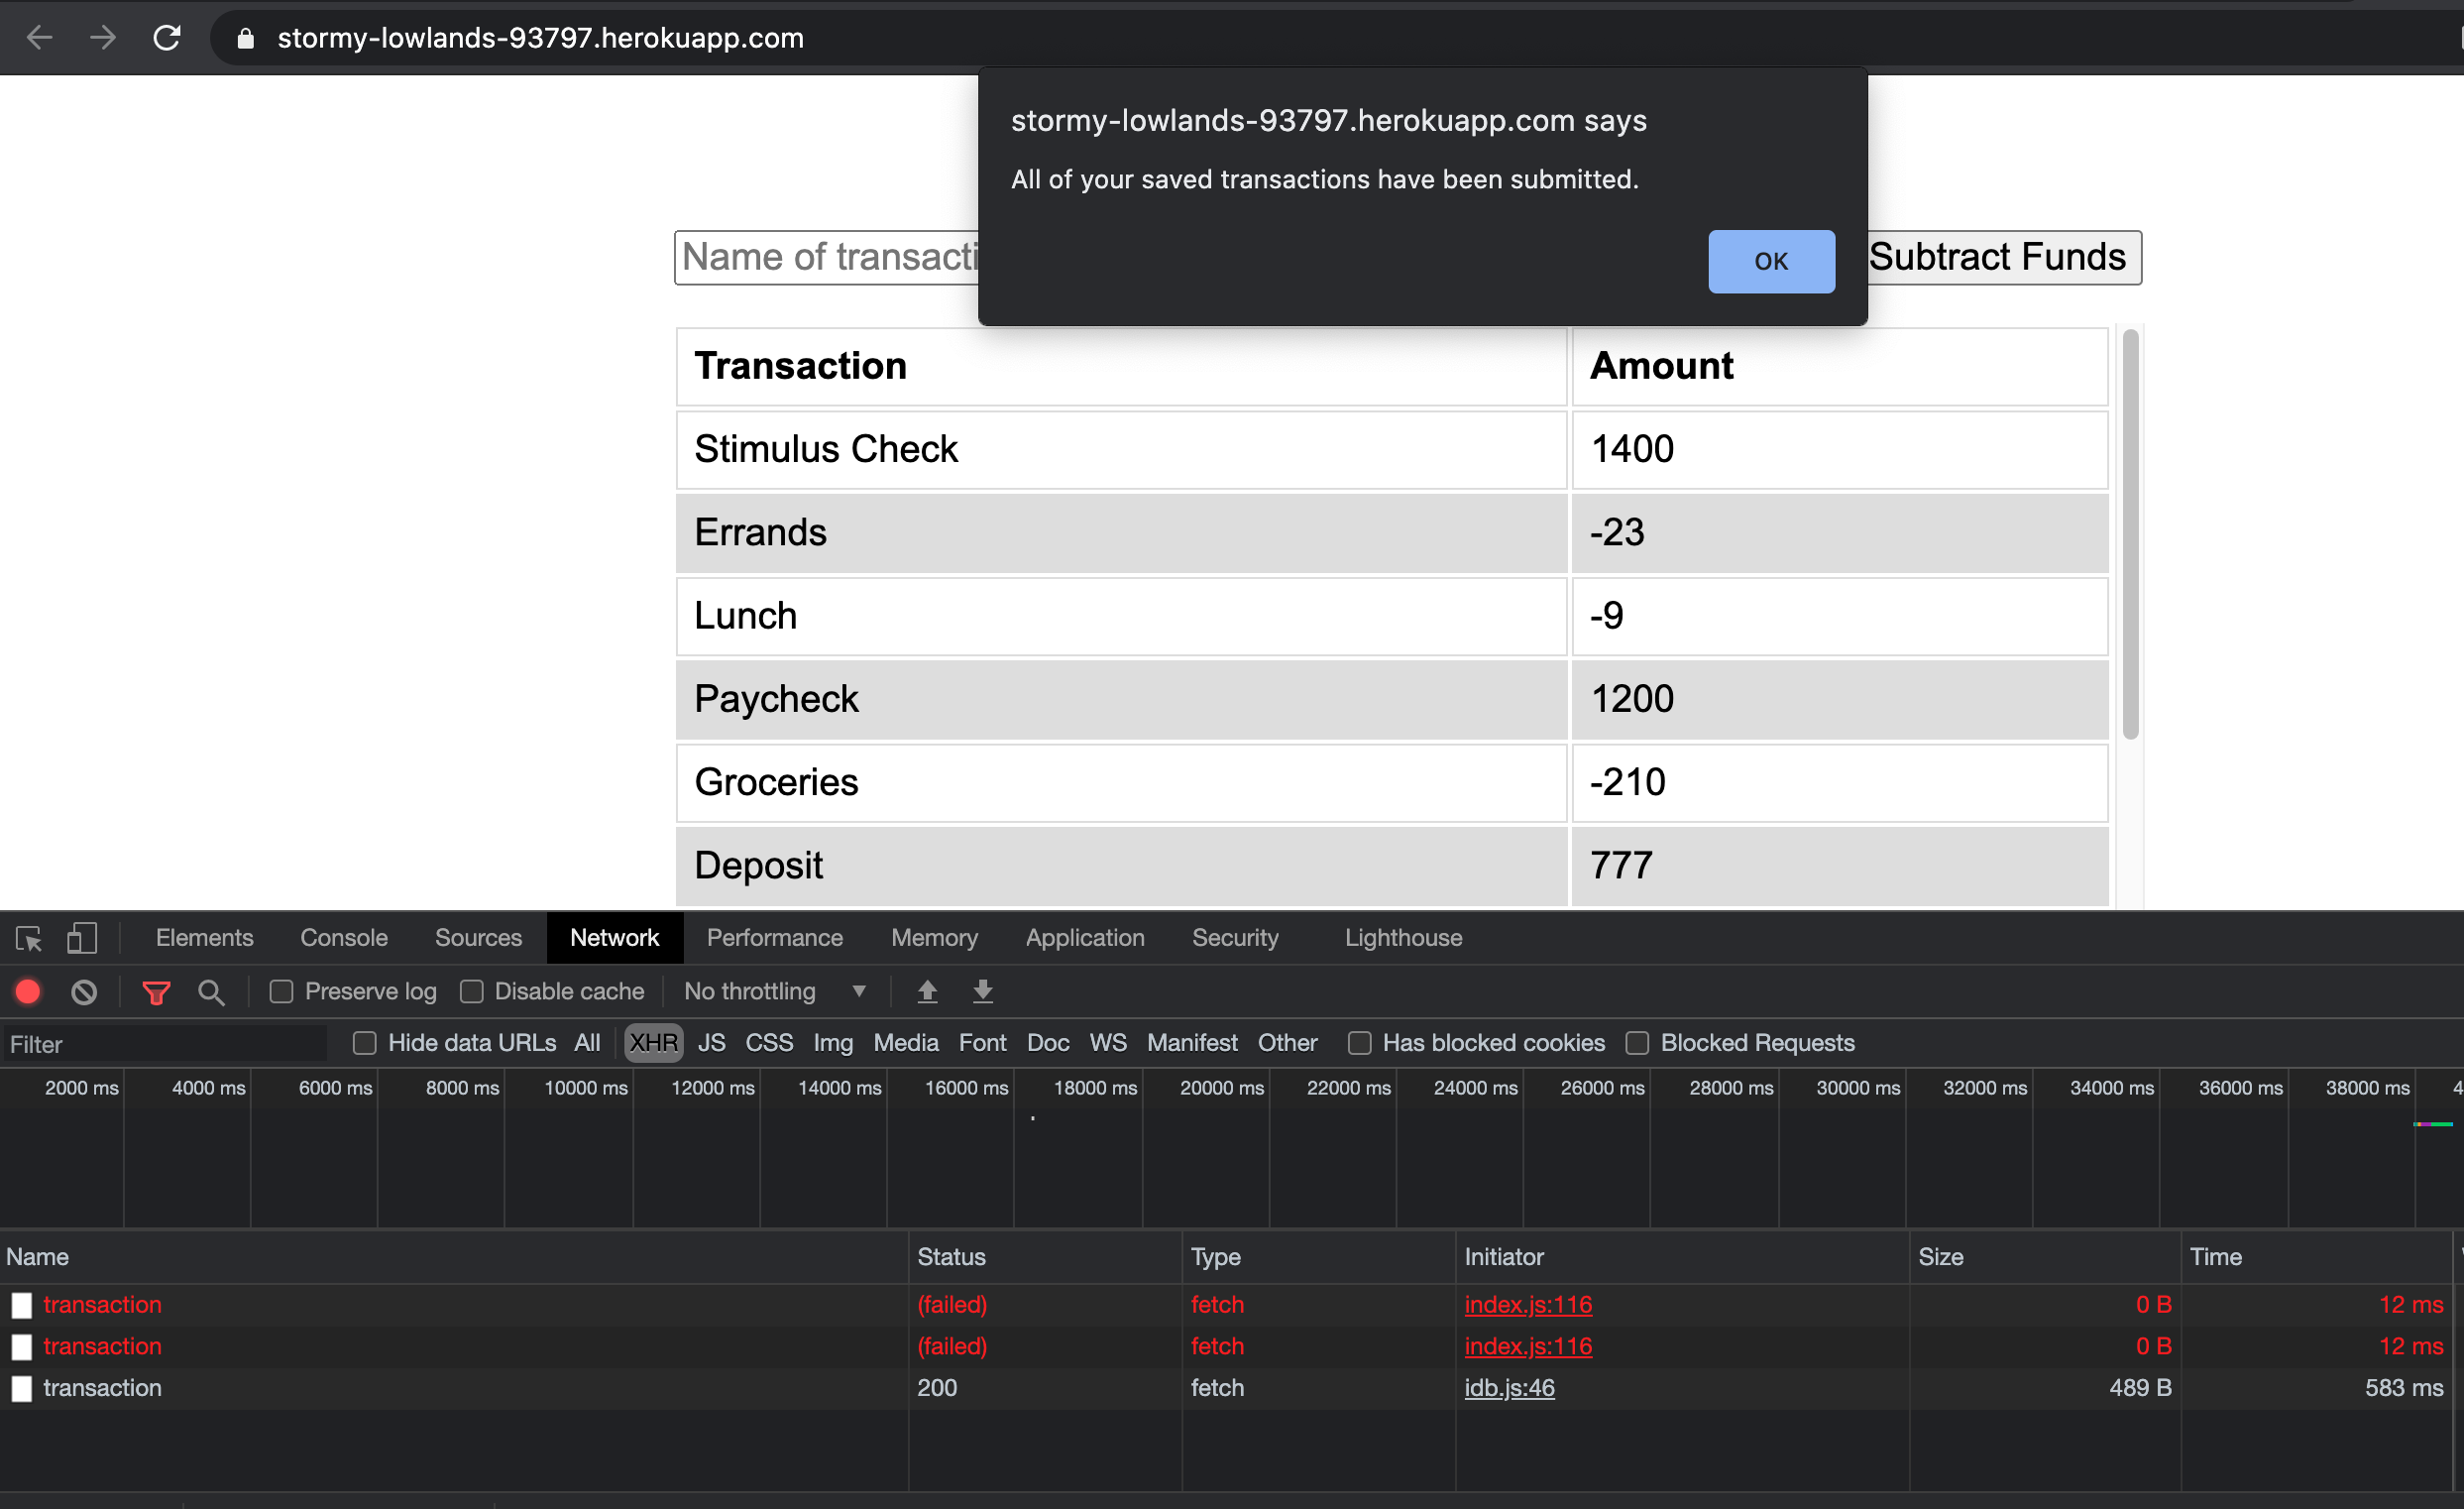 stormy-lowlands-93797.herokuapp.com
stormy-lowlands-93797.herokuapp.com says
All of your saved transactions have been submitted.
OK
Name of transacti
Subtract Funds
Transaction Amount
Stimulus Check 1400
Errands -23
Lunch -9
Paycheck 1200
Groceries -210
Deposit 777
Elements Console Sources Network Performance Memory Application Security Lighthouse
Preserve log Disable cache No throttling
Filter Hide data URLs All XHR JS CSS Img Media Font Doc WS Manifest Other Has blocked cookies Blocked Requests
2000 ms 4000 ms 6000 ms 8000 ms 10000 ms 12000 ms 14000 ms 16000 ms 18000 ms 20000 ms 22000 ms 24000 ms 26000 ms 28000 ms 30000 ms 32000 ms 34000 ms 36000 ms 38000 ms 4
Name Status Type Initiator Size Time
transaction (failed) fetch index.js:116 0 B 12 ms
transaction (failed) fetch index.js:116 0 B 12 ms
transaction 200 fetch idb.js:46 489 B 583 ms